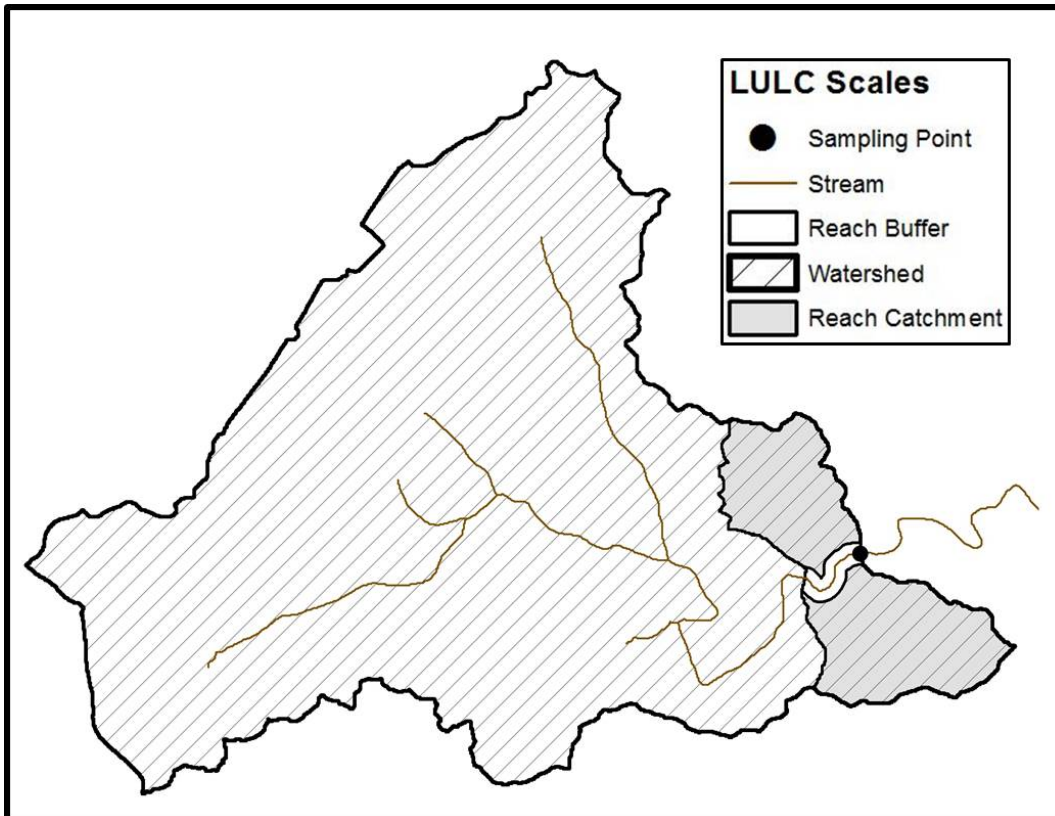 LULC Scales
Sampling Point
Stream
Reach Buffer
Watershed
Reach Catchment